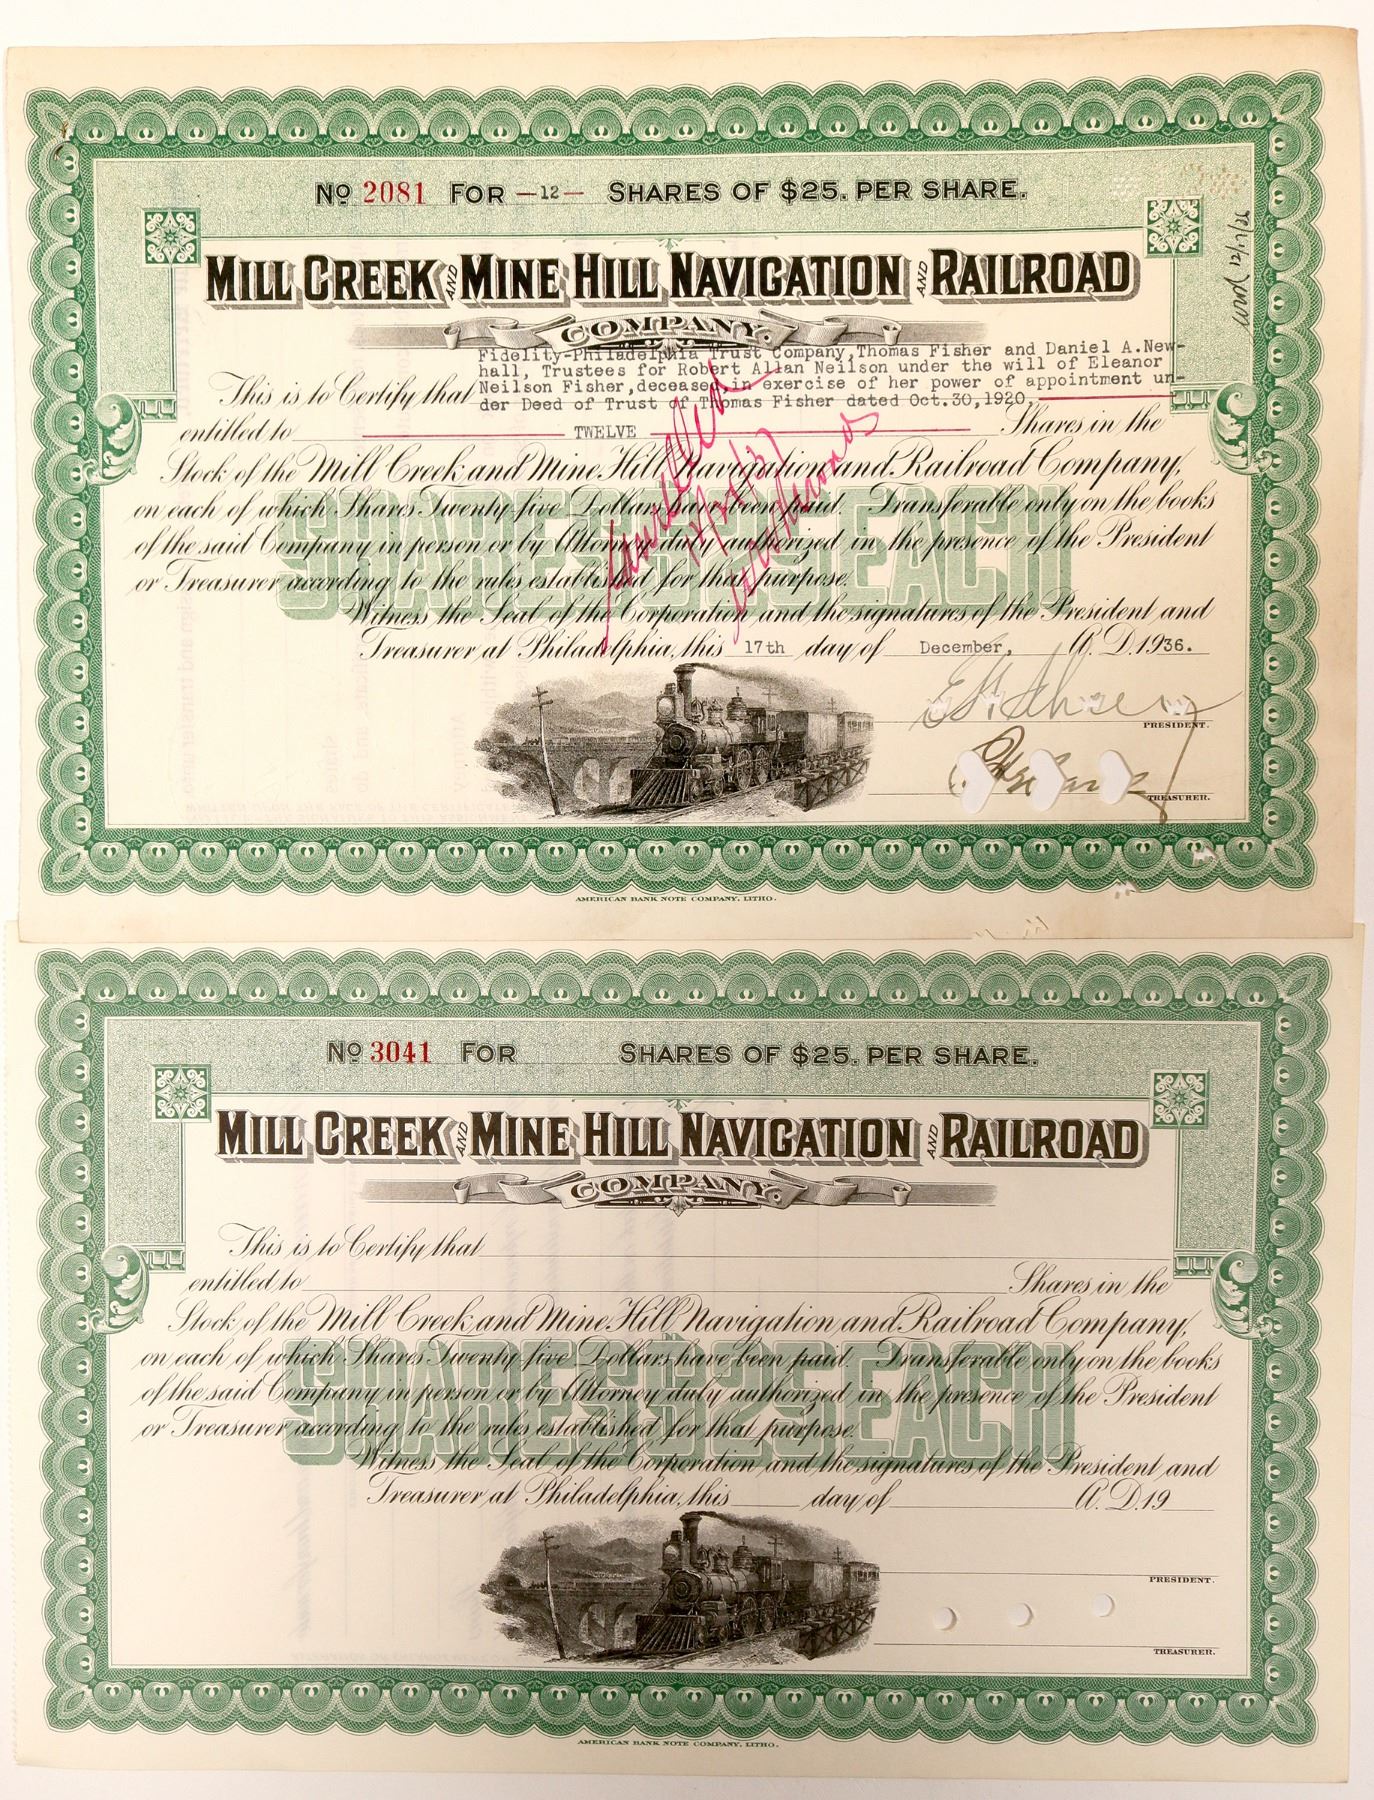 No 2081 FOR —12— SHARES OF $25. PER SHARE.
MILL CREEK AND MINE HILL NAVIGATION AND RAILROAD
COMPANY.
Fidelity-Philadelphia Trust Company, Thomas Fisher and Daniel A. New-
hall, Trustees for Robert Allan Neilson under the will of Eleanor
This is to Certify that Neilson Fisher, deceased, in exercise of her power of appointment un-
der Deed of Trust of Thomas Fisher dated Oct. 30, 1920,
entitled to TWELVE Shares in the
Stock of the Mill Creek and Mine Hill Navigation and Railroad Company,
on each of which Shares Twenty-five Dollars have been paid. Transferable only on the books
of the said Company in person or by Attorney duly authorized in the presence of the President
or Treasurer according to the rules established for that purpose.
SHARES $25 EACH
Witness the Seal of the Corporation and the signatures of the President and
Treasurer at Philadelphia, this 17th day of December, A.D. 1936.
Cancelled
PRESIDENT.
TREASURER.
AMERICAN BANK NOTE COMPANY, LITHO.
No 3041 FOR SHARES OF $25. PER SHARE.
MILL CREEK AND MINE HILL NAVIGATION AND RAILROAD
COMPANY.
This is to Certify that
entitled to Shares in the
Stock of the Mill Creek and Mine Hill Navigation and Railroad Company,
on each of which Shares Twenty-five Dollars have been paid. Transferable only on the books
of the said Company in person or by Attorney duly authorized in the presence of the President
or Treasurer according to the rules established for that purpose.
SHARES $25 EACH
Witness the Seal of the Corporation and the signatures of the President and
Treasurer at Philadelphia, this day of A.D. 19
PRESIDENT.
TREASURER.
AMERICAN BANK NOTE COMPANY, LITHO.